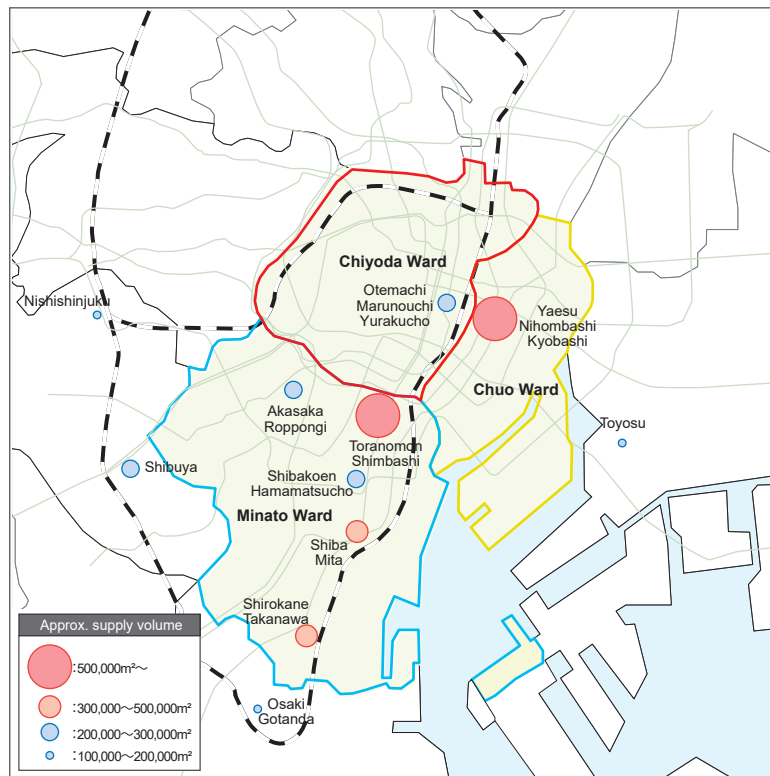 Chiyoda Ward
Otemachi
Marunouchi
Yurakucho
Nishishinjuku
Yaesu
Nihombashi
Kyobashi
Chuo Ward
Akasaka
Roppongi
Toranomon
Shimbashi
Toyosu
Shibuya
Shibakoen
Hamamatsucho
Minato Ward
Shiba
Mita
Shirokane
Takanawa
Osaki
Gotanda
Approx. supply volume
:500,000m²～
:300,000～500,000m²
:200,000～300,000m²
:100,000～200,000m²